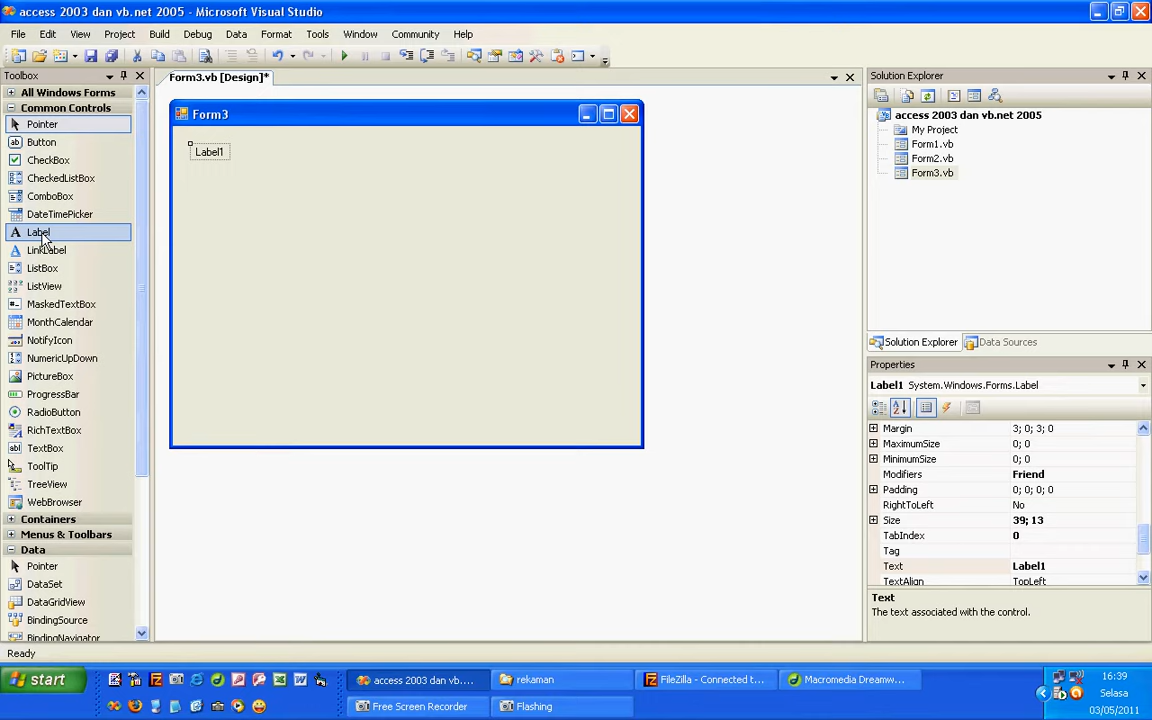 access 2003 dan vb.net 2005 - Microsoft Visual Studio
File Edit View Project Build Debug Data Format Tools Window Community Help
Toolbox
All Windows Forms
Common Controls
Pointer
Button
CheckBox
CheckedListBox
ComboBox
DateTimePicker
Label
LinkLabel
ListBox
ListView
MaskedTextBox
MonthCalendar
NotifyIcon
NumericUpDown
PictureBox
ProgressBar
RadioButton
RichTextBox
TextBox
ToolTip
TreeView
WebBrowser
Containers
Menus & Toolbars
Data
Pointer
DataSet
DataGridView
BindingSource
BindingNavigator
Form3.vb [Design]*
Form3
Label1
Solution Explorer
access 2003 dan vb.net 2005
My Project
Form1.vb
Form2.vb
Form3.vb
Solution Explorer Data Sources
Properties
Label1 System.Windows.Forms.Label
Margin 3; 0; 3; 0
MaximumSize 0; 0
MinimumSize 0; 0
Modifiers Friend
Padding 0; 0; 0; 0
RightToLeft No
Size 39; 13
TabIndex 0
Tag
Text Label1
TextAlign TopLeft
Text
The text associated with the control.
Ready
start
access 2003 dan vb....
rekaman
FileZilla - Connected t...
Macromedia Dreamw...
Free Screen Recorder
Flashing
16:39
Selasa
03/05/2011